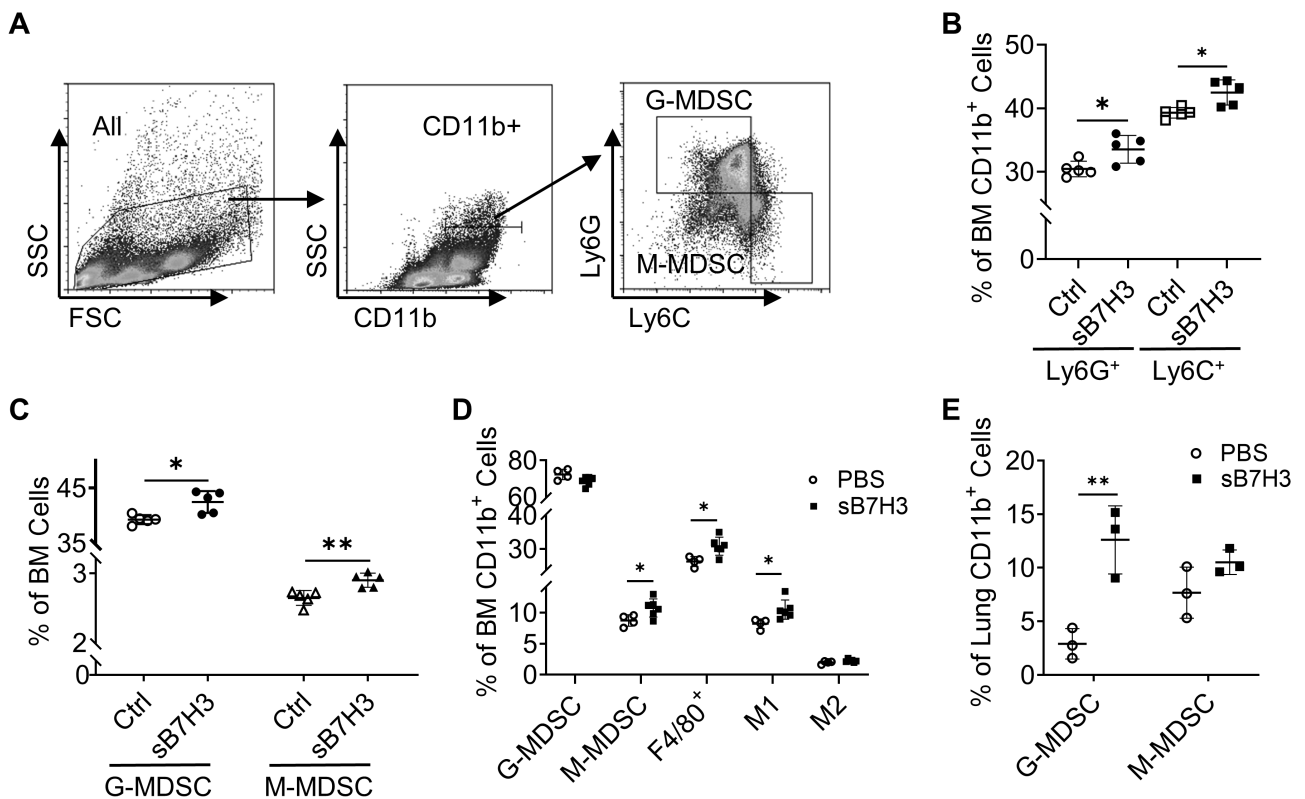 A
All
SSC
FSC
CD11b+
SSC
CD11b
G-MDSC
M-MDSC
Ly6G
Ly6C
B
% of BM CD11b+ Cells
50
40
30
0
*
*
Ctrl
sB7H3
Ctrl
sB7H3
Ly6G+
Ly6C+
C
% of BM Cells
45
35
3
2
0
*
**
Ctrl
sB7H3
Ctrl
sB7H3
G-MDSC
M-MDSC
D
% of BM CD11b+ Cells
80
60
40
30
10
5
0
*
*
*
PBS
sB7H3
G-MDSC
M-MDSC
F4/80+
M1
M2
E
% of Lung CD11b+ Cells
20
15
10
5
0
**
PBS
sB7H3
G-MDSC
M-MDSC